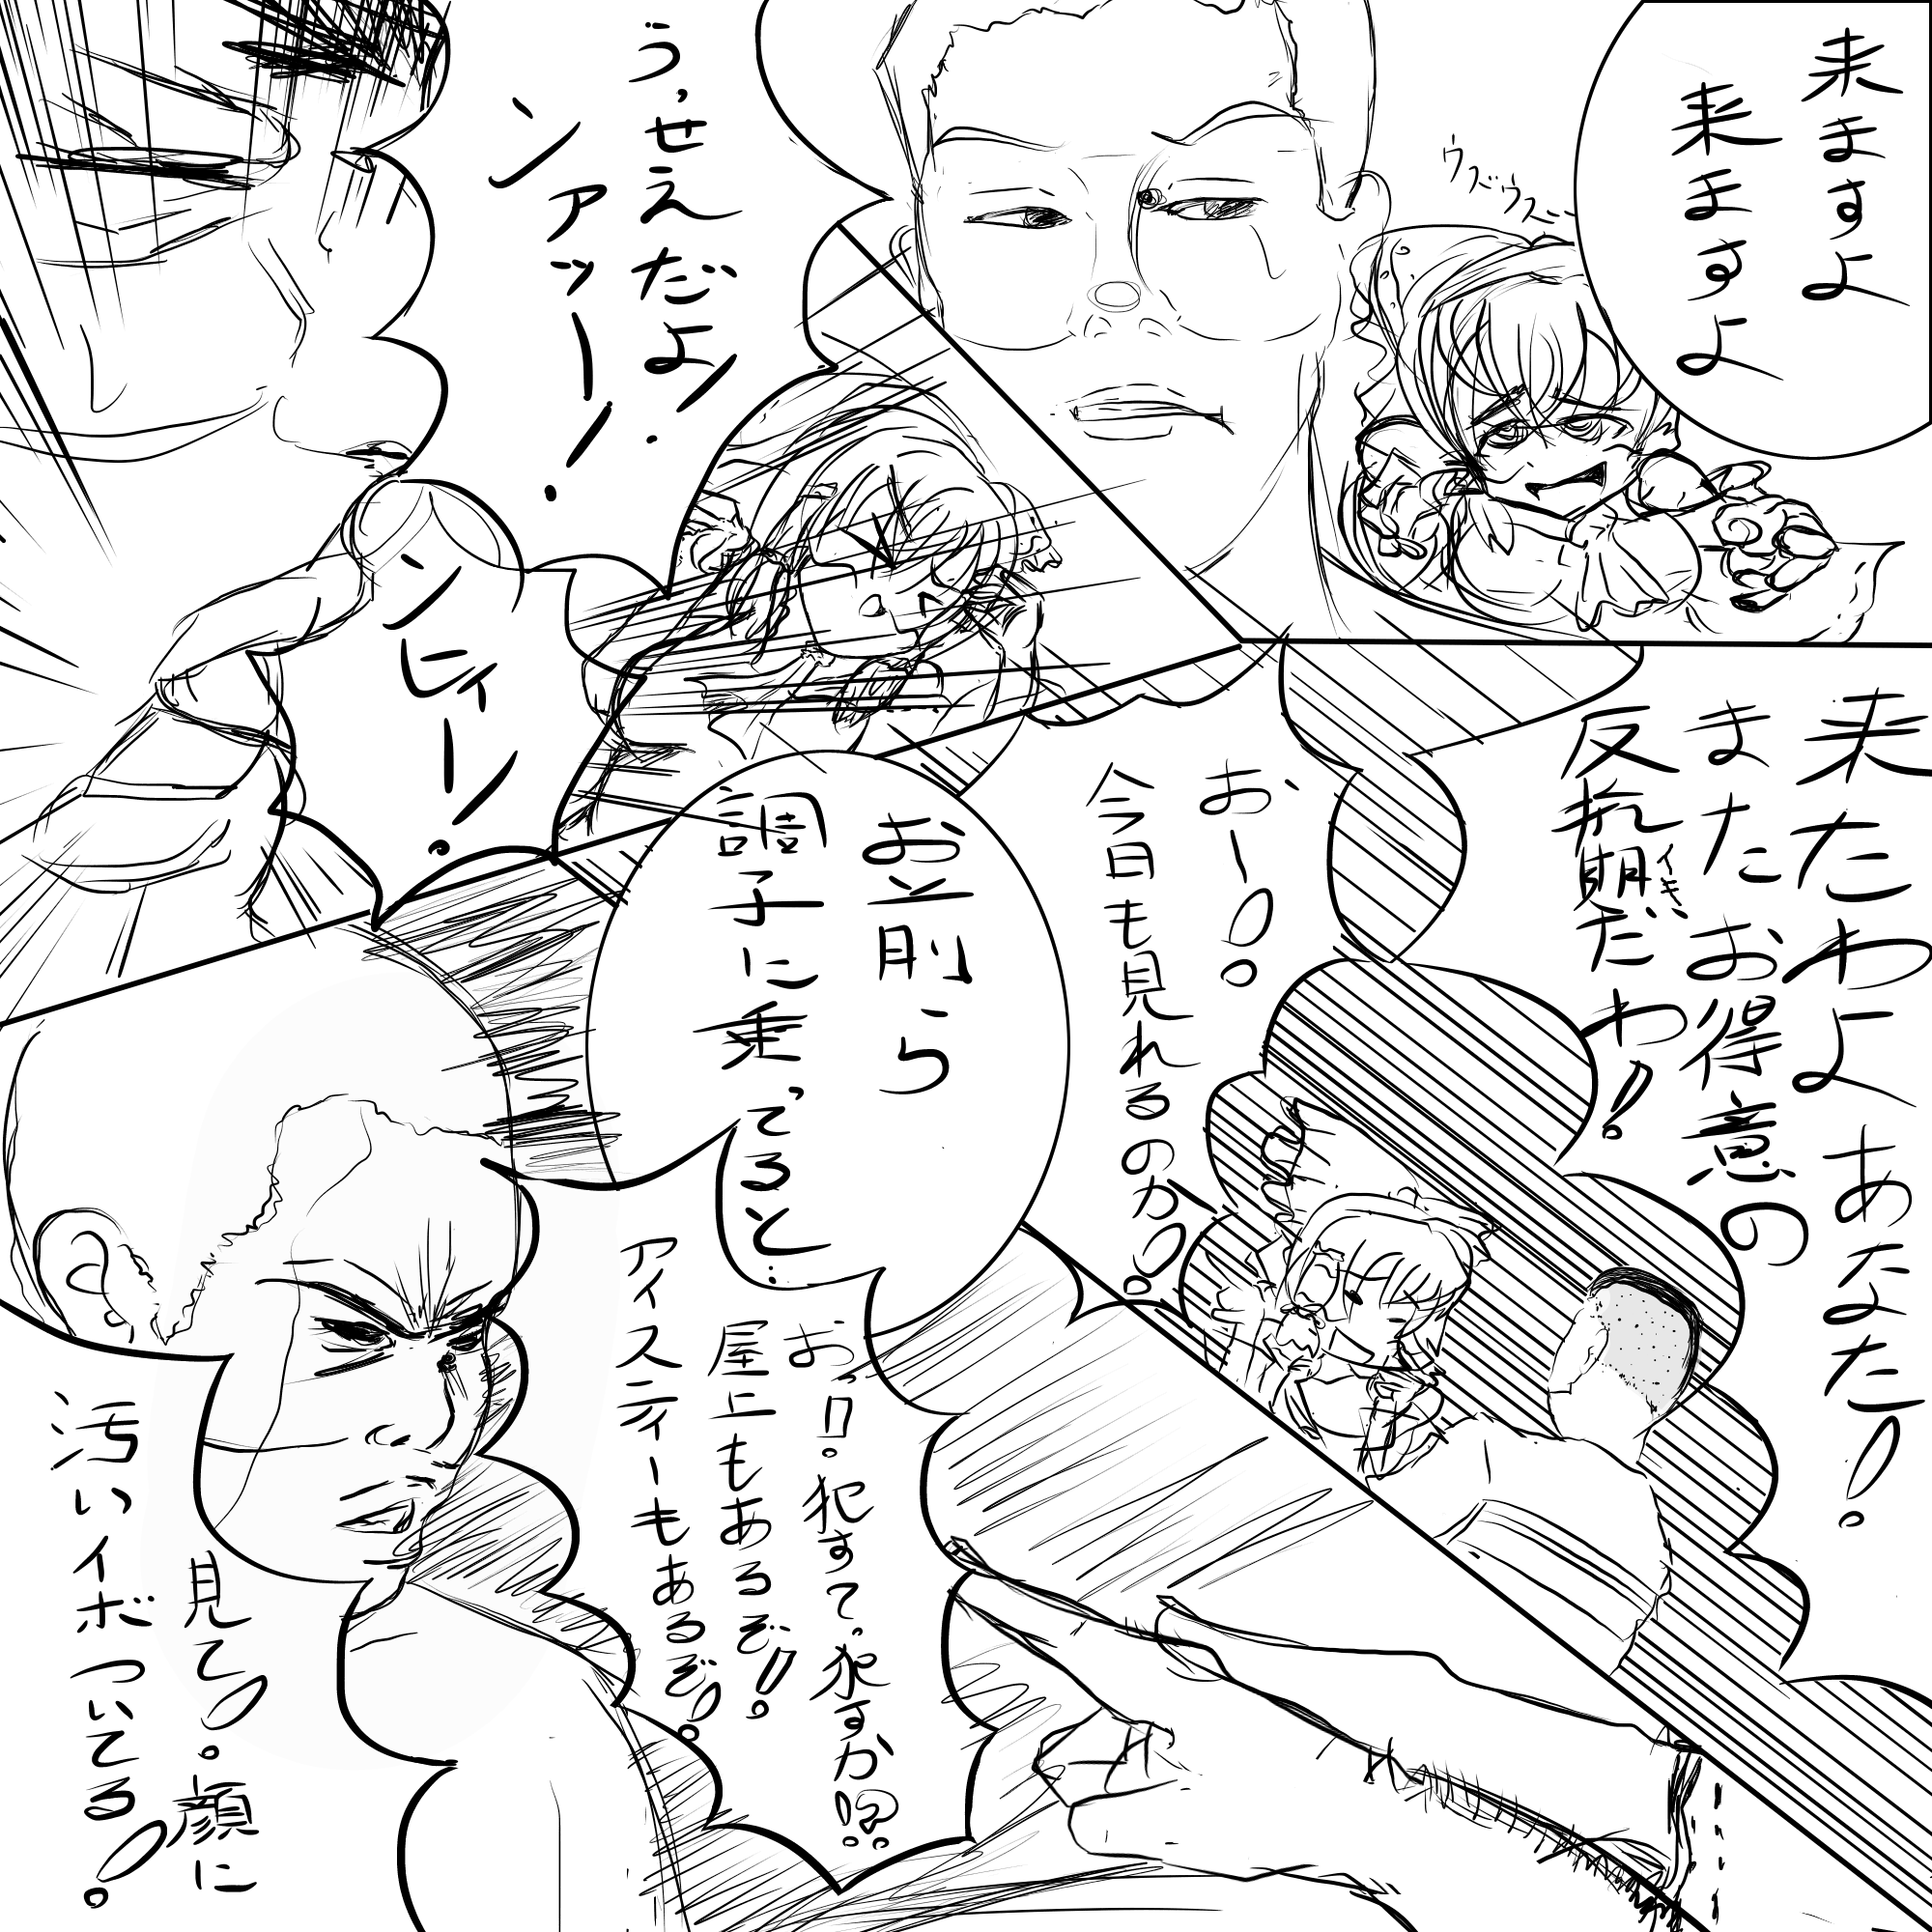 来ますよ
来ますよ
ウズウズ
う、せえだよ!
ンアッー!
ンヒィー!
来たわよあなた!
またお得意の
反抗期だわ!!
イキ
おー!
今日も見れるのか!
お前ら
調子に乗ってると
おっ!!犯すて、犯すか!?
屋上もあるぞ!!
アイスティーもあるぞ!
見て!顔に
汚いイボついてる!